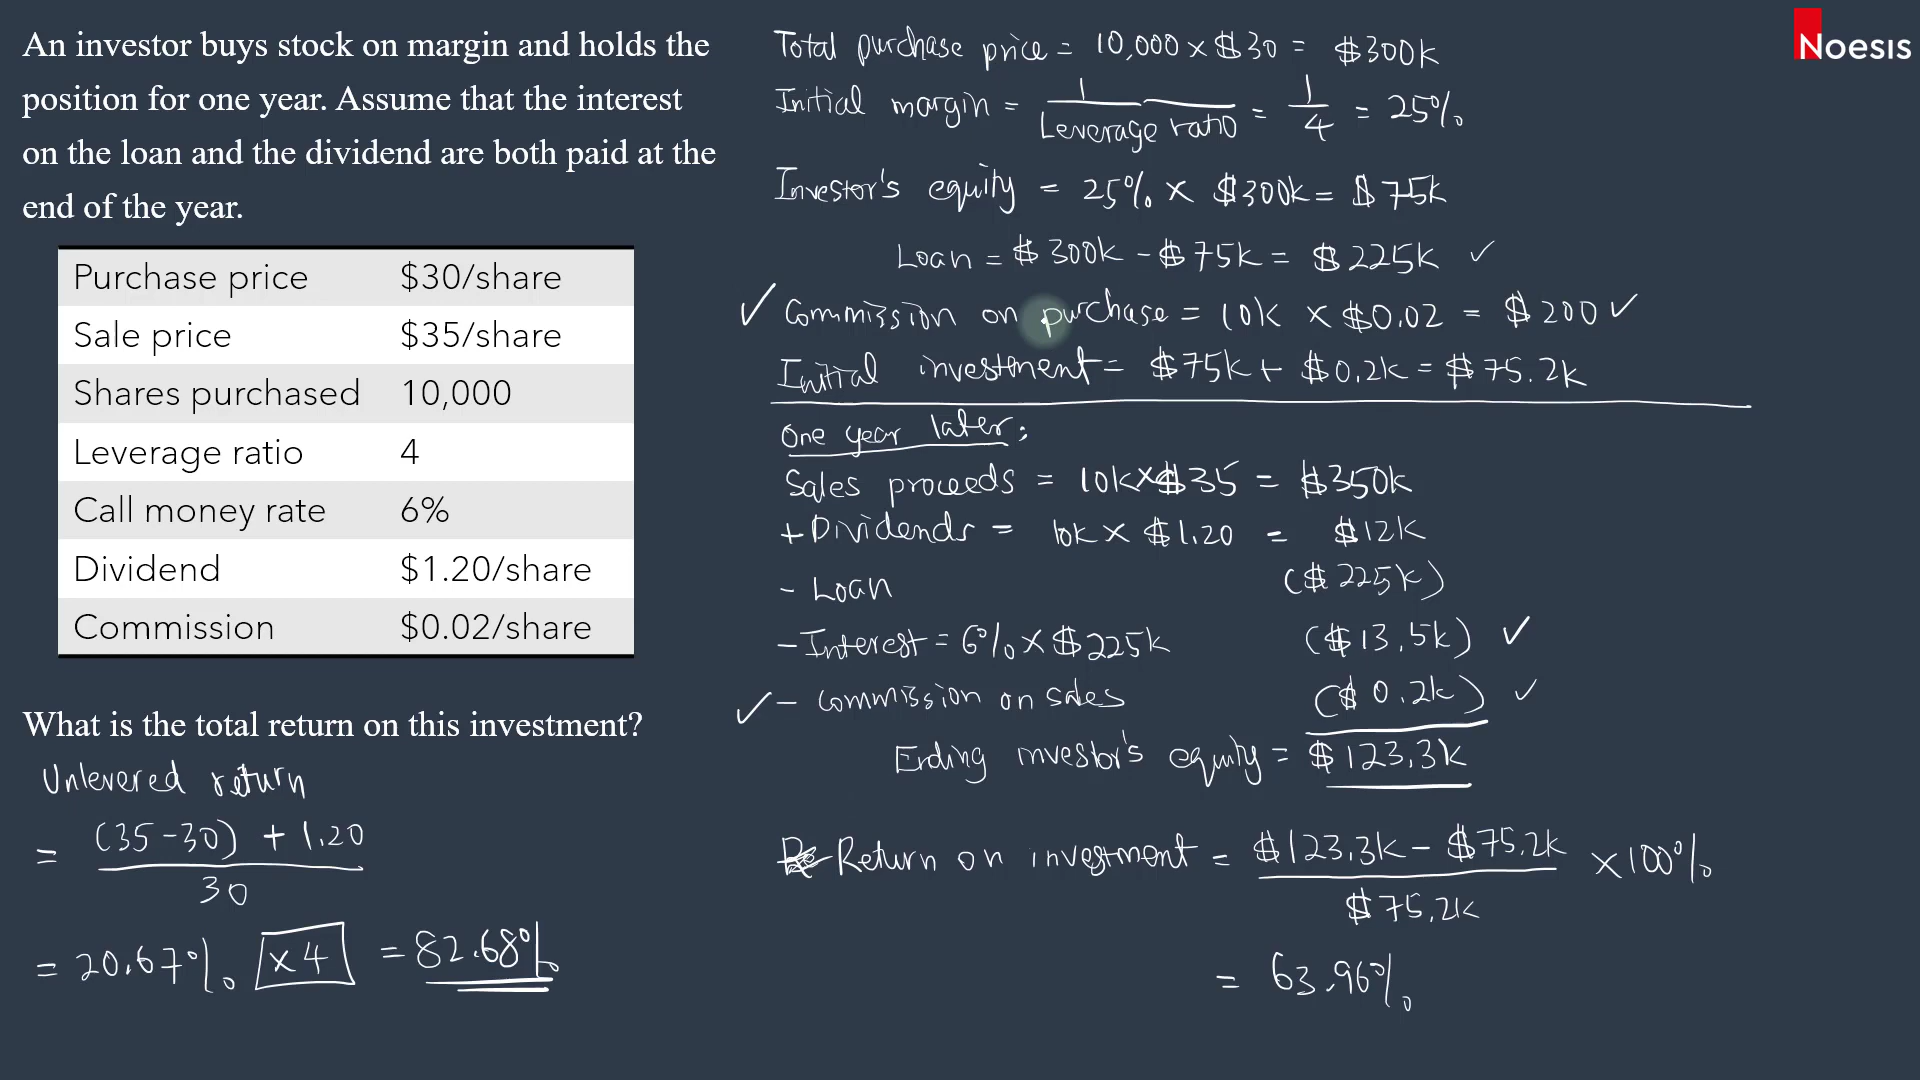 An investor buys stock on margin and holds the
position for one year. Assume that the interest
on the loan and the dividend are both paid at the
end of the year.
Purchase price $30/share
Sale price $35/share
Shares purchased 10,000
Leverage ratio 4
Call money rate 6%
Dividend $1.20/share
Commission $0.02/share
What is the total return on this investment?
Unlevered return
= (35-30) + 1.20
30
= 20.67% x 4 = 82.68%
Noesis
Total purchase price = 10,000 x $30 = $300k
Initial margin = 1 / Leverage ratio = 1/4 = 25%
Investor's equity = 25% x $300k = $75k
Loan = $300k - $75k = $225k ✓
✓ Commission on purchase = 10k x $0.02 = $200 ✓
Initial investment = $75k + $0.2k = $75.2k
One year later:
Sales proceeds = 10k x $35 = $350k
+ Dividends = 10k x $1.20 = $12k
- Loan ($225k)
- Interest = 6% x $225k ($13.5k) ✓
✓ - Commission on sales ($0.2k) ✓
Ending investor's equity = $123.3k
Return on investment = $123.3k - $75.2k x 100%
$75.2k
= 63.96%